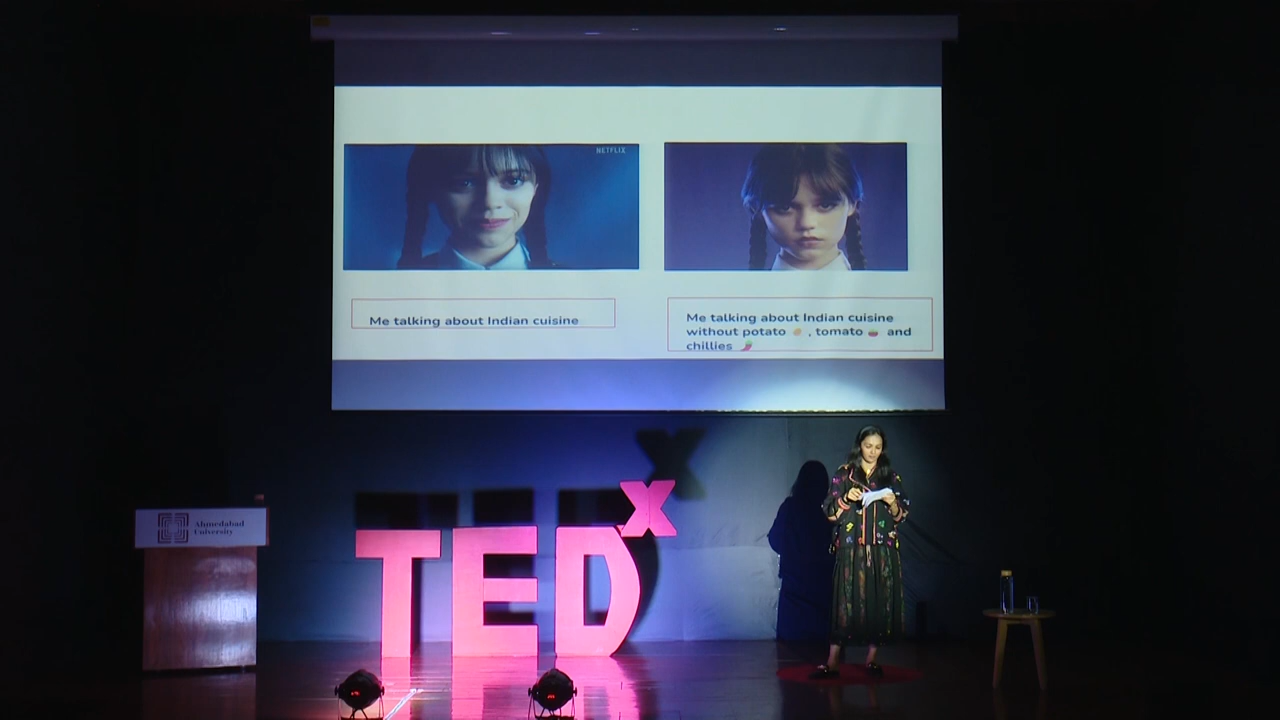 NETFLIX
Me talking about Indian cuisine
Me talking about Indian cuisine
without potato 🥔 , tomato 🍅 and
chillies 🌶️
Ahmedabad
University
TEDx